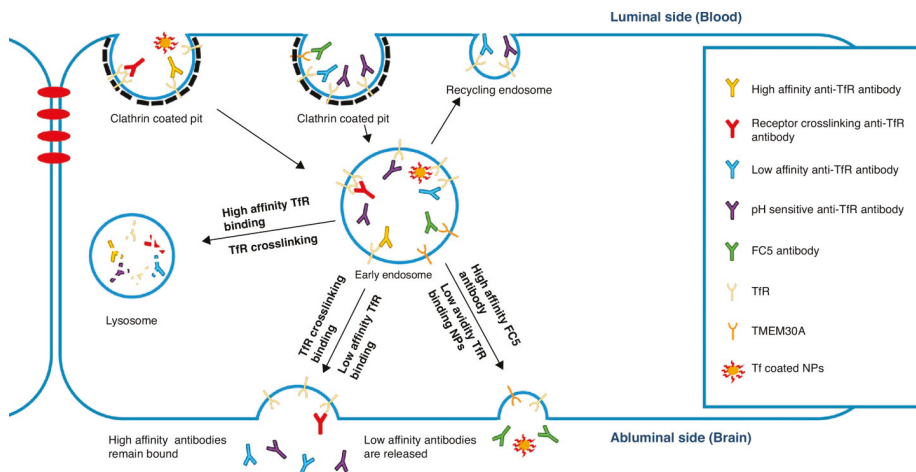 Luminal side (Blood)
Clathrin coated pit
Clathrin coated pit
Recycling endosome
High affinity TfR
binding
TfR crosslinking
Early endosome
Lysosome
TfR crosslinking
binding
Low affinity TfR
binding
High affinity FC5
antibody
Low avidity TfR
binding NPs
High affinity antibodies
remain bound
Low affinity antibodies
are released
Abluminal side (Brain)
High affinity anti-TfR antibody
Receptor crosslinking anti-TfR
antibody
Low affinity anti-TfR antibody
pH sensitive anti-TfR antibody
FC5 antibody
TfR
TMEM30A
Tf coated NPs